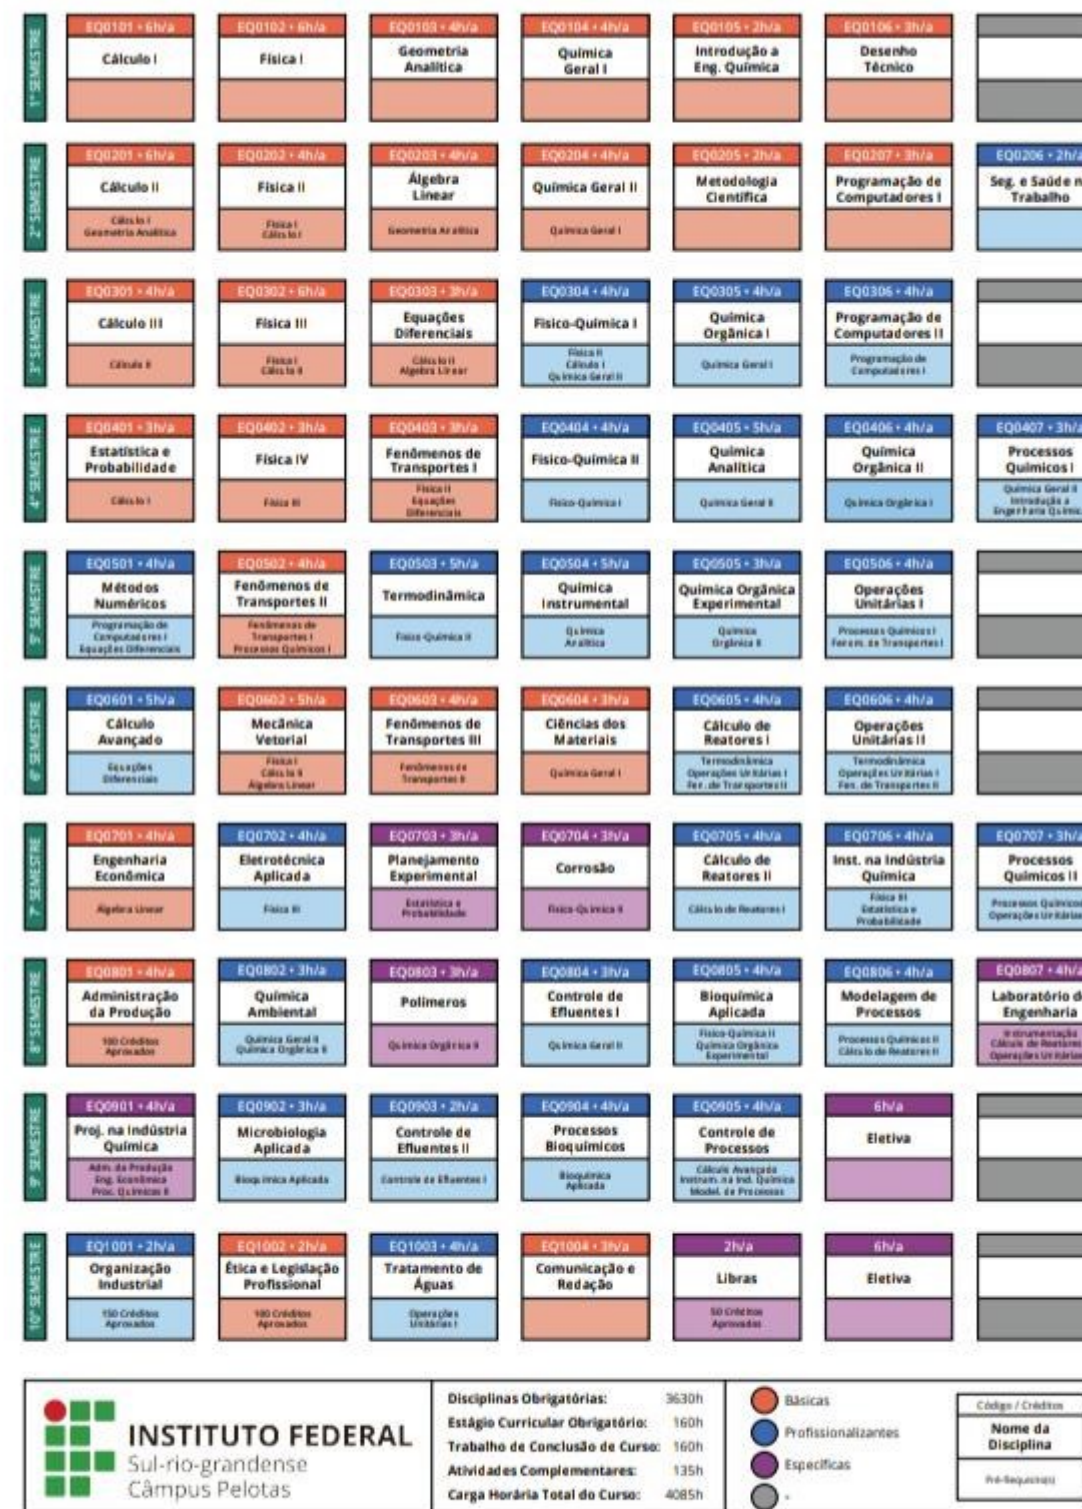 1º SEMESTRE
EQ0101 • 6h/a
Cálculo I
EQ0102 • 6h/a
Física I
EQ0103 • 4h/a
Geometria
Analítica
EQ0104 • 4h/a
Química
Geral I
EQ0105 • 2h/a
Introdução a
Eng. Química
EQ0106 • 3h/a
Desenho
Técnico
2º SEMESTRE
EQ0201 • 6h/a
Cálculo II
Cálculo I
Geometria Analítica
EQ0202 • 4h/a
Física II
Física I
Cálculo I
EQ0203 • 4h/a
Álgebra
Linear
Geometria Analítica
EQ0204 • 4h/a
Química Geral II
Química Geral I
EQ0205 • 2h/a
Metodologia
Científica
EQ0207 • 3h/a
Programação de
Computadores I
EQ0206 • 2h/a
Seg. e Saúde n
Trabalho
3º SEMESTRE
EQ0301 • 4h/a
Cálculo III
Cálculo II
EQ0302 • 6h/a
Física III
Física I
Cálculo II
EQ0303 • 3h/a
Equações
Diferenciais
Cálculo II
Álgebra Linear
EQ0304 • 4h/a
Físico-Química I
Física II
Cálculo I
Química Geral II
EQ0305 • 4h/a
Química
Orgânica I
Química Geral I
EQ0306 • 4h/a
Programação de
Computadores II
Programação de
Computadores I
4º SEMESTRE
EQ0401 • 3h/a
Estatística e
Probabilidade
Cálculo I
EQ0402 • 3h/a
Física IV
Física III
EQ0403 • 3h/a
Fenômenos de
Transportes I
Física II
Equações
Diferenciais
EQ0404 • 4h/a
Físico-Química II
Físico-Química I
EQ0405 • 5h/a
Química
Analítica
Química Geral II
EQ0406 • 4h/a
Química
Orgânica II
Química Orgânica I
EQ0407 • 3h/a
Processos
Químicos I
Química Geral II
Introdução a
Engenharia Químic
5º SEMESTRE
EQ0501 • 4h/a
Métodos
Numéricos
Programação de
Computadores I
Equações Diferenciais
EQ0502 • 4h/a
Fenômenos de
Transportes II
Fenômenos de
Transportes I
Processos Químicos I
EQ0503 • 5h/a
Termodinâmica
Físico-Química II
EQ0504 • 5h/a
Química
Instrumental
Química
Analítica
EQ0505 • 3h/a
Química Orgânica
Experimental
Química
Orgânica II
EQ0506 • 4h/a
Operações
Unitárias I
Processos Químicos I
Fenom. de Transportes I
6º SEMESTRE
EQ0601 • 5h/a
Cálculo
Avançado
Equações
Diferenciais
EQ0602 • 5h/a
Mecânica
Vetorial
Física I
Cálculo II
Álgebra Linear
EQ0603 • 4h/a
Fenômenos de
Transportes III
Fenômenos de
Transportes II
EQ0604 • 3h/a
Ciências dos
Materiais
Química Geral I
EQ0605 • 4h/a
Cálculo de
Reatores I
Termodinâmica
Operações Unitárias I
Fen. de Transportes II
EQ0606 • 4h/a
Operações
Unitárias II
Termodinâmica
Operações Unitárias I
Fen. de Transportes II
7º SEMESTRE
EQ0701 • 4h/a
Engenharia
Econômica
Álgebra Linear
EQ0702 • 4h/a
Eletrotécnica
Aplicada
Física III
EQ0703 • 3h/a
Planejamento
Experimental
Estatística e
Probabilidade
EQ0704 • 3h/a
Corrosão
Físico-Química II
EQ0705 • 4h/a
Cálculo de
Reatores II
Cálculo de Reatores I
EQ0706 • 4h/a
Inst. na Indústria
Química
Física III
Estatística e
Probabilidade
EQ0707 • 3h/a
Processos
Químicos II
Processos Químicos
Operações Unitárias
8º SEMESTRE
EQ0801 • 4h/a
Administração
da Produção
100 Créditos
Aprovados
EQ0802 • 3h/a
Química
Ambiental
Química Geral II
Química Orgânica II
EQ0803 • 3h/a
Polímeros
Química Orgânica II
EQ0804 • 3h/a
Controle de
Efluentes I
Química Geral II
EQ0805 • 4h/a
Bioquímica
Aplicada
Físico-Química II
Química Orgânica
Experimental
EQ0806 • 4h/a
Modelagem de
Processos
Processos Químicos II
Cálculo de Reatores II
EQ0807 • 4h/a
Laboratório d
Engenharia
Instrumentação
Cálculo de Reatores
Operações Unitárias
9º SEMESTRE
EQ0901 • 4h/a
Proj. na Indústria
Química
Adm. da Produção
Eng. Econômica
Proc. Químicos II
EQ0902 • 3h/a
Microbiologia
Aplicada
Bioquímica Aplicada
EQ0903 • 2h/a
Controle de
Efluentes II
Controle de Efluentes I
EQ0904 • 4h/a
Processos
Bioquímicos
Bioquímica
Aplicada
EQ0905 • 4h/a
Controle de
Processos
Cálculo Avançado
Instrum. na Ind. Química
Model. de Processos
6h/a
Eletiva
10º SEMESTRE
EQ1001 • 2h/a
Organização
Industrial
150 Créditos
Aprovados
EQ1002 • 2h/a
Ética e Legislação
Profissional
100 Créditos
Aprovados
EQ1003 • 4h/a
Tratamento de
Águas
Operações
Unitárias I
EQ1004 • 3h/a
Comunicação e
Redação
2h/a
Libras
50 Créditos
Aprovados
6h/a
Eletiva
INSTITUTO FEDERAL
Sul-rio-grandense
Câmpus Pelotas
Disciplinas Obrigatórias: 3630h
Estágio Curricular Obrigatório: 160h
Trabalho de Conclusão de Curso: 160h
Atividades Complementares: 135h
Carga Horária Total do Curso: 4085h
Básicas
Profissionalizantes
Específicas
-
Código / Créditos
Nome da
Disciplina
Pré-Requisito(s)